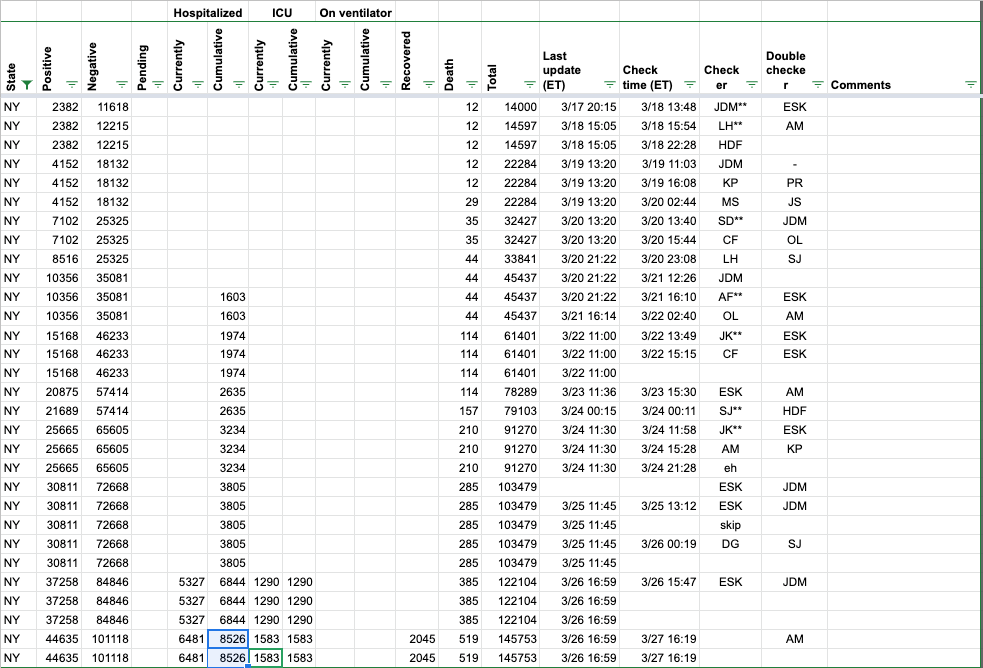 Hospitalized ICU On ventilator
State Positive Negative Pending Currently Cumulative Currently Cumulative Currently Cumulative Recovered Death Total Last update (ET) Check time (ET) Check er Double checke r Comments
NY 2382 11618 12 14000 3/17 20:15 3/18 13:48 JDM** ESK
NY 2382 12215 12 14597 3/18 15:05 3/18 15:54 LH** AM
NY 2382 12215 12 14597 3/18 15:05 3/18 22:28 HDF
NY 4152 18132 12 22284 3/19 13:20 3/19 11:03 JDM -
NY 4152 18132 12 22284 3/19 13:20 3/19 16:08 KP PR
NY 4152 18132 29 22284 3/19 13:20 3/20 02:44 MS JS
NY 7102 25325 35 32427 3/20 13:20 3/20 13:40 SD** JDM
NY 7102 25325 35 32427 3/20 13:20 3/20 15:44 CF OL
NY 8516 25325 44 33841 3/20 21:22 3/20 23:08 LH SJ
NY 10356 35081 44 45437 3/20 21:22 3/21 12:26 JDM
NY 10356 35081 1603 44 45437 3/20 21:22 3/21 16:10 AF** ESK
NY 10356 35081 1603 44 45437 3/21 16:14 3/22 02:40 OL AM
NY 15168 46233 1974 114 61401 3/22 11:00 3/22 13:49 JK** ESK
NY 15168 46233 1974 114 61401 3/22 11:00 3/22 15:15 CF ESK
NY 15168 46233 1974 114 61401 3/22 11:00
NY 20875 57414 2635 114 78289 3/23 11:36 3/23 15:30 ESK AM
NY 21689 57414 2635 157 79103 3/24 00:15 3/24 00:11 SJ** HDF
NY 25665 65605 3234 210 91270 3/24 11:30 3/24 11:58 JK** ESK
NY 25665 65605 3234 210 91270 3/24 11:30 3/24 15:28 AM KP
NY 25665 65605 3234 210 91270 3/24 11:30 3/24 21:28 eh
NY 30811 72668 3805 285 103479 ESK JDM
NY 30811 72668 3805 285 103479 3/25 11:45 3/25 13:12 ESK JDM
NY 30811 72668 3805 285 103479 3/25 11:45 skip
NY 30811 72668 3805 285 103479 3/25 11:45 3/26 00:19 DG SJ
NY 30811 72668 3805 285 103479 3/25 11:45
NY 37258 84846 5327 6844 1290 1290 385 122104 3/26 16:59 3/26 15:47 ESK JDM
NY 37258 84846 5327 6844 1290 1290 385 122104 3/26 16:59
NY 37258 84846 5327 6844 1290 1290 385 122104 3/26 16:59
NY 44635 101118 6481 8526 1583 1583 2045 519 145753 3/26 16:59 3/27 16:19 AM
NY 44635 101118 6481 8526 1583 1583 2045 519 145753 3/26 16:59 3/27 16:19